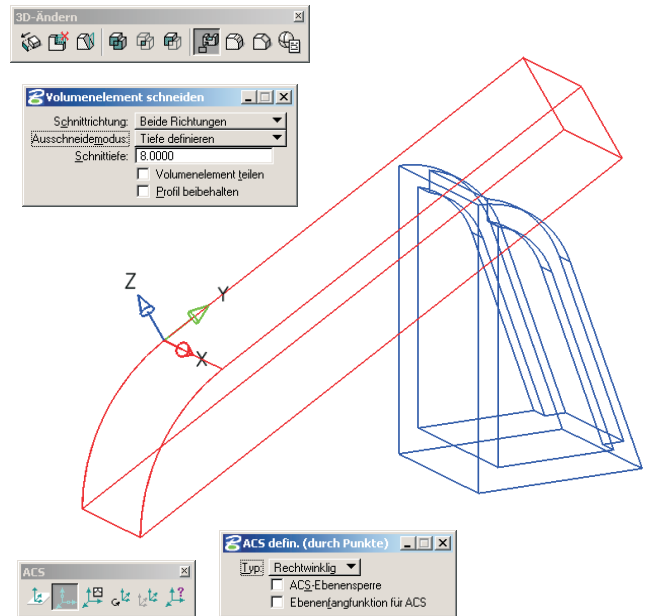 3D-Ändern
Volumenelement schneiden
Schnittrichtung: Beide Richtungen
Ausschneidemodus: Tiefe definieren
Schnittiefe: 8.0000
Volumenelement teilen
Profil beibehalten
Z
Y
X
ACS
ACS defin. (durch Punkte)
Typ: Rechtwinklig
ACS-Ebenensperre
Ebenenfangfunktion für ACS